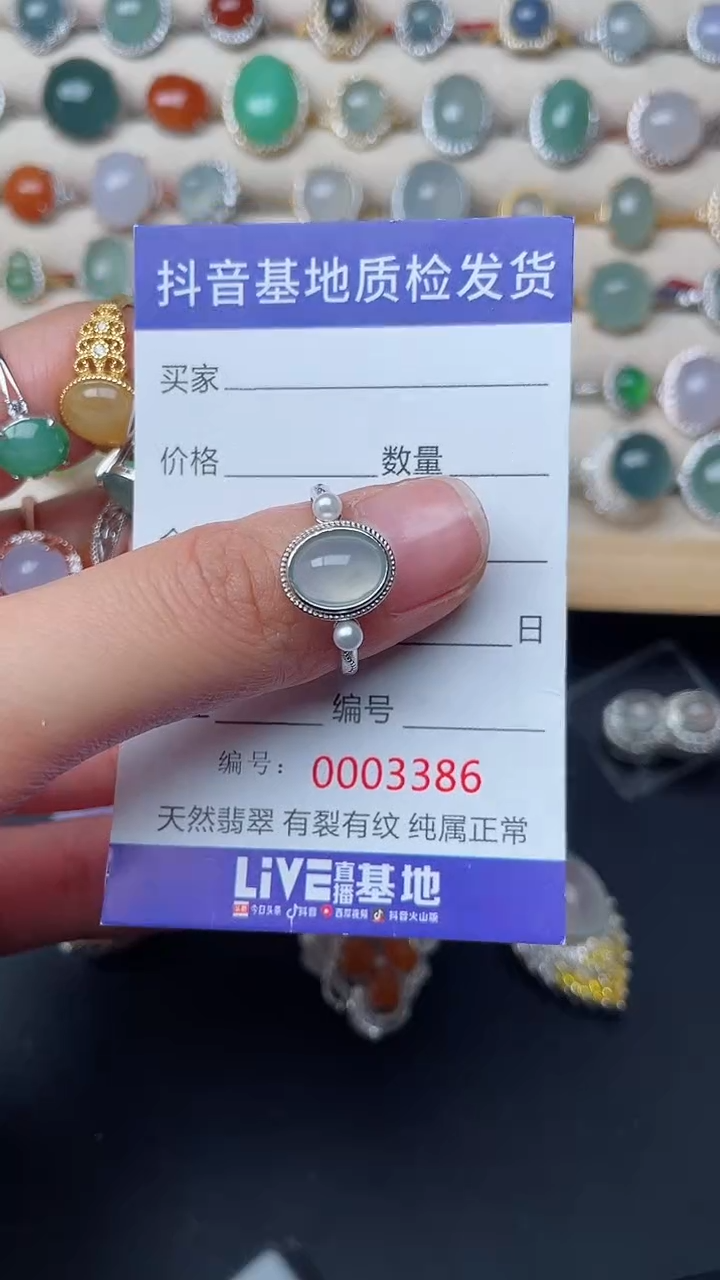 抖音基地质检发货
买家
价格 数量
日
编号
编号： 0003386
天然翡翠 有裂有纹 纯属正常
LiVE直播基地
头条 今日头条 抖音 西瓜视频 抖音火山版